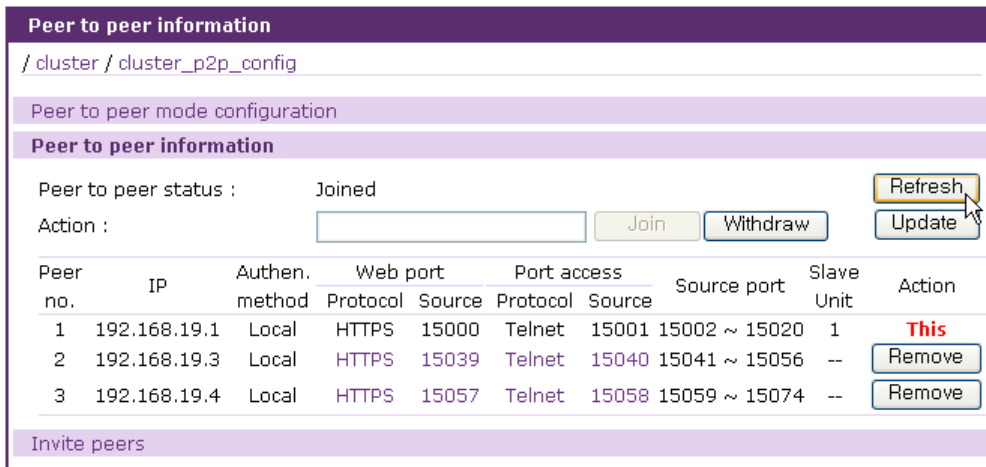 Peer to peer information
/ cluster / cluster_p2p_config
Peer to peer mode configuration
Peer to peer information
Peer to peer status : Joined Refresh
Action : Join Withdraw Update
Peer no. IP Authen. method Web port Protocol Source Port access Protocol Source Source port Slave Unit Action
1 192.168.19.1 Local HTTPS 15000 Telnet 15001 15002 ~ 15020 1 This
2 192.168.19.3 Local HTTPS 15039 Telnet 15040 15041 ~ 15056 -- Remove
3 192.168.19.4 Local HTTPS 15057 Telnet 15058 15059 ~ 15074 -- Remove
Invite peers